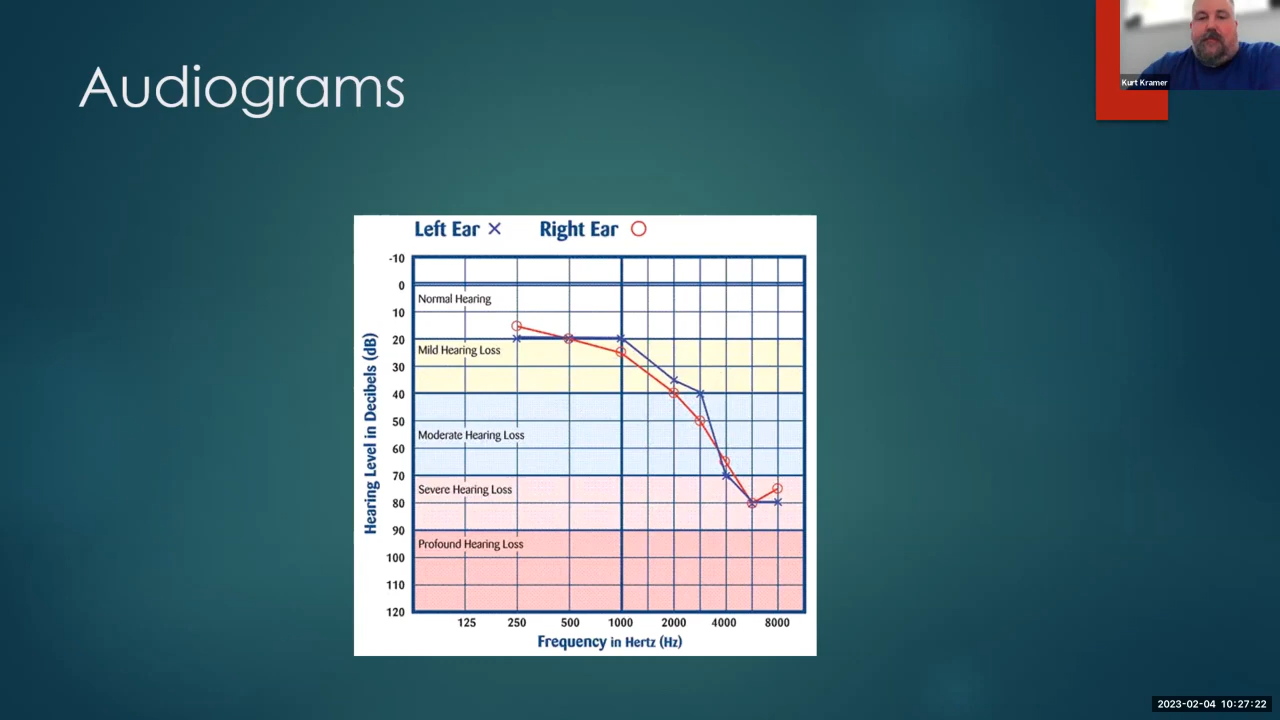 Kurt Kramer
Audiograms
Left Ear Right Ear
-10
0
Normal Hearing
10
20
Mild Hearing Loss
30
40
50
Moderate Hearing Loss
60
70
Severe Hearing Loss
80
90
Profound Hearing Loss
100
110
120
Hearing Level in Decibels (dB)
125 250 500 1000 2000 4000 8000
Frequency in Hertz (Hz)
2023-02-04 10:27:22